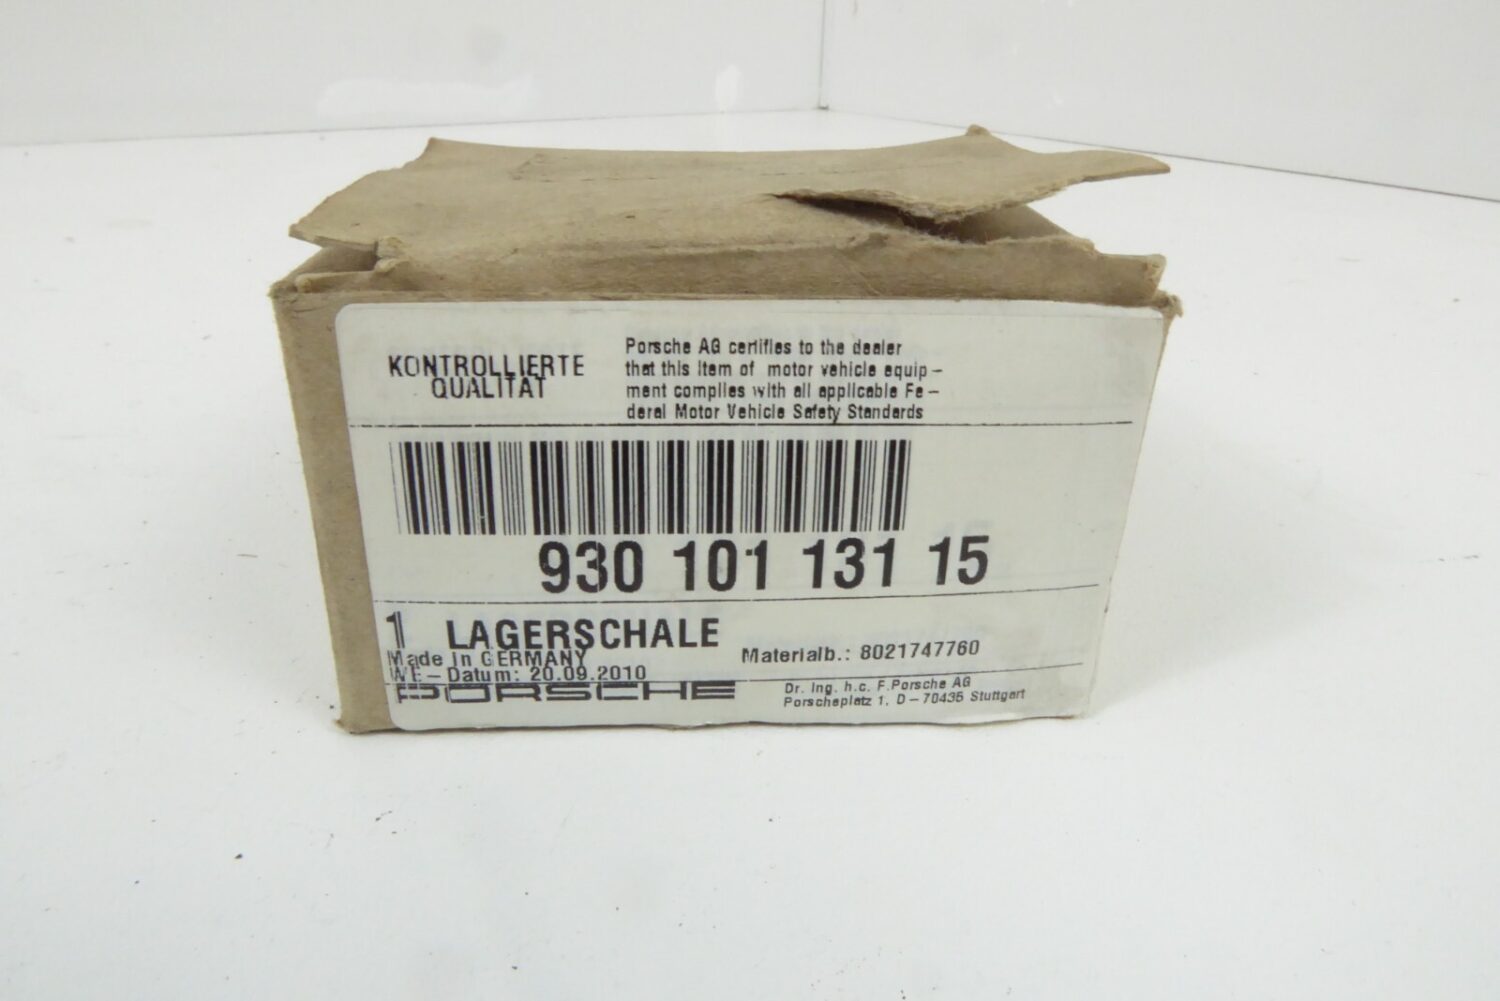 KONTROLLIERTE
QUALITÄT
Porsche AG certifies to the dealer
that this item of motor vehicle equip-
ment complies with all applicable Fe-
deral Motor Vehicle Safety Standards
930 101 131 15
1 LAGERSCHALE
Made in GERMANY
Materialb.: 8021747760
WE-Datum: 20.09.2010
PORSCHE
Dr. Ing. h.c. F.Porsche AG
Porscheplatz 1, D-70435 Stuttgart